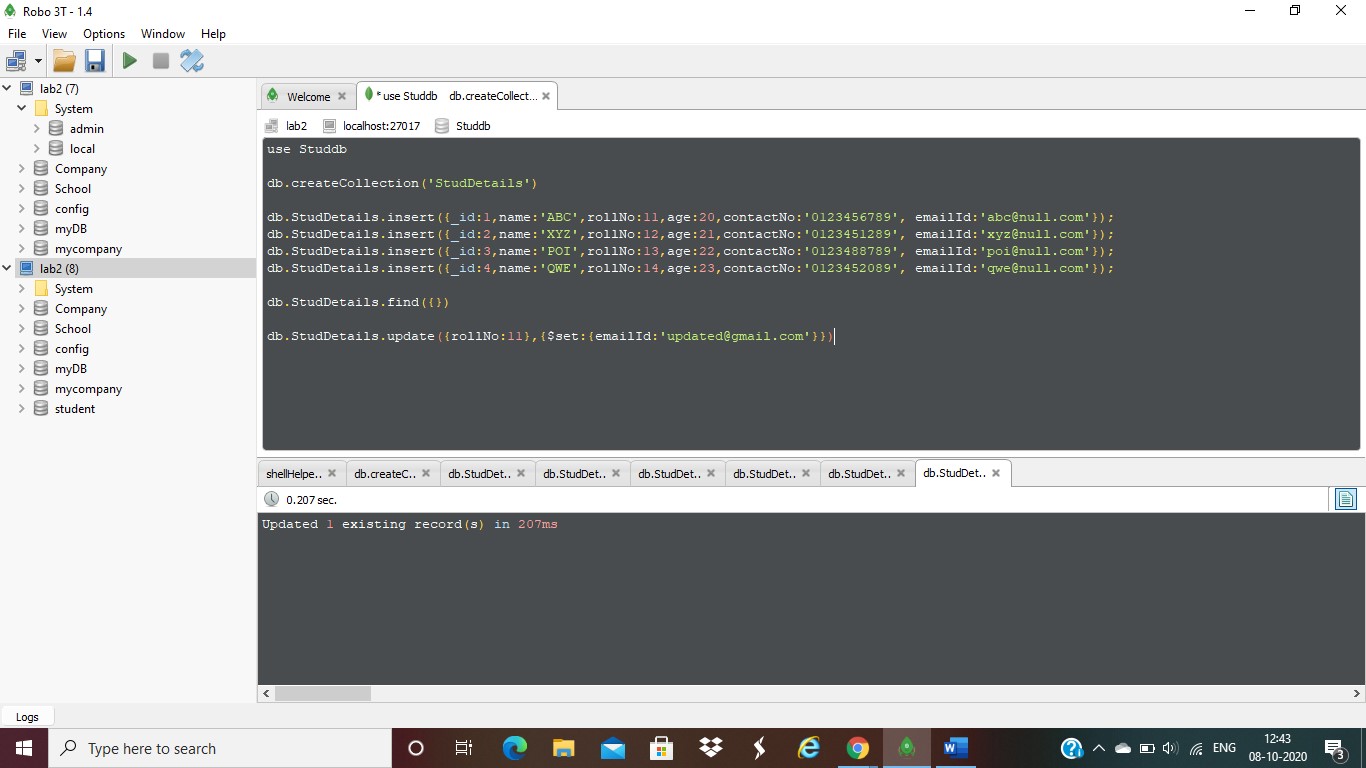 Robo 3T - 1.4
File View Options Window Help
lab2 (7)
System
admin
local
Company
School
config
myDB
mycompany
lab2 (8)
System
Company
School
config
myDB
mycompany
student
Welcome
* use Studdb db.createCollect...
lab2 localhost:27017 Studdb
use Studdb
db.createCollection('StudDetails')
db.StudDetails.insert({_id:1,name:'ABC',rollNo:11,age:20,contactNo:'0123456789', emailId:'abc@null.com'});
db.StudDetails.insert({_id:2,name:'XYZ',rollNo:12,age:21,contactNo:'0123451289', emailId:'xyz@null.com'});
db.StudDetails.insert({_id:3,name:'POI',rollNo:13,age:22,contactNo:'0123488789', emailId:'poi@null.com'});
db.StudDetails.insert({_id:4,name:'QWE',rollNo:14,age:23,contactNo:'0123452089', emailId:'qwe@null.com'});
db.StudDetails.find({})
db.StudDetails.update({rollNo:11},{$set:{emailId:'updated@gmail.com'}})
shellHelpe.. db.createC.. db.StudDet.. db.StudDet.. db.StudDet.. db.StudDet.. db.StudDet.. db.StudDet..
0.207 sec.
Updated 1 existing record(s) in 207ms
Logs
Type here to search
ENG
12:43
08-10-2020
3